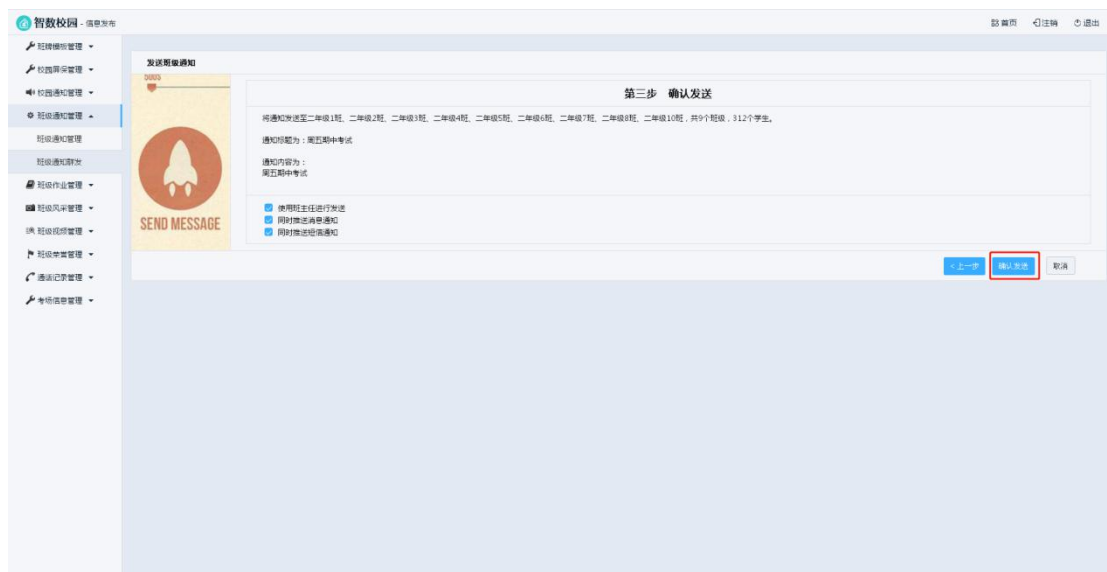 智数校园 - 信息发布
首页 注销 退出
班牌模板管理
校园屏保管理
校园通知管理
班级通知管理
班级通知管理
班级通知群发
班级作业管理
班级风采管理
班级视频管理
班级荣誉管理
通话记录管理
考场信息管理
发送班级通知
SEND MESSAGE
第三步 确认发送
将通知发送至二年级1班、二年级2班、二年级3班、二年级4班、二年级5班、二年级6班、二年级7班、二年级8班、二年级10班，共9个班级，312个学生。
通知标题为：周五期中考试
通知内容为：
周五期中考试
使用班主任进行发送
同时推送消息通知
同时推送短信通知
<上一步 确认发送 取消